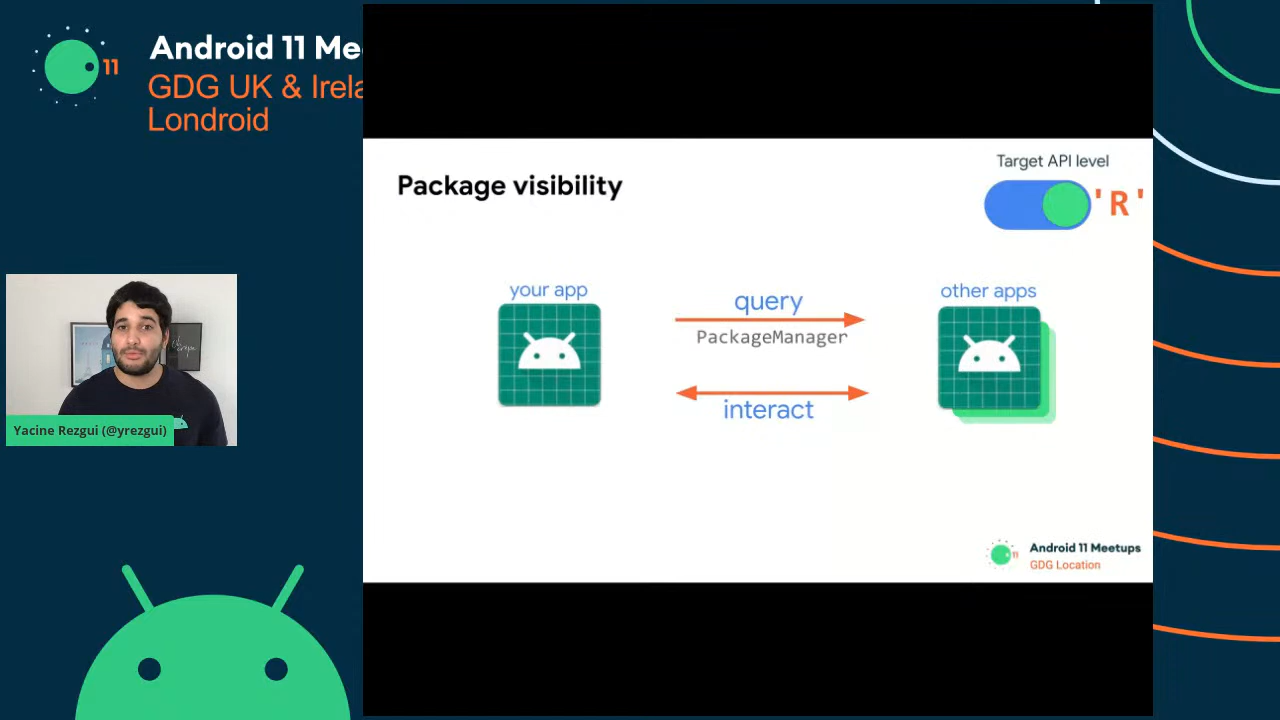 11
Android 11 Me
GDG UK & Irela
Londroid
Package visibility
Target API level
'R'
your app
query
PackageManager
interact
other apps
Yacine Rezgui (@yrezgui)
11
Android 11 Meetups
GDG Location